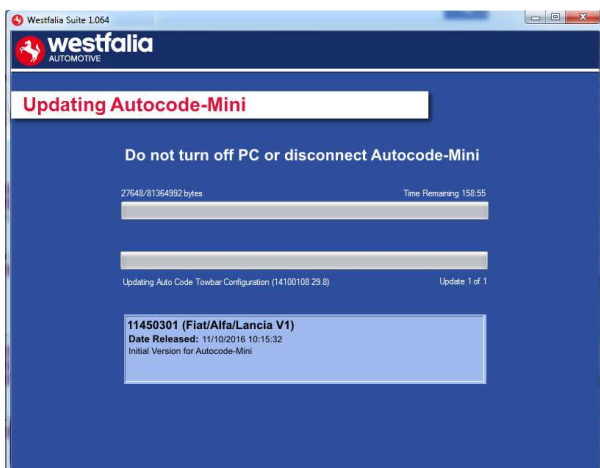 Westfalia Suite 1.064
westfalia
AUTOMOTIVE
Updating Autocode-Mini
Do not turn off PC or disconnect Autocode-Mini
27648/81364992 bytes Time Remaining 158:55
Updating Auto Code Towbar Configuration (14100108 29.8) Update 1 of 1
11450301 (Fiat/Alfa/Lancia V1)
Date Released: 11/10/2016 10:15:32
Initial Version for Autocode-Mini